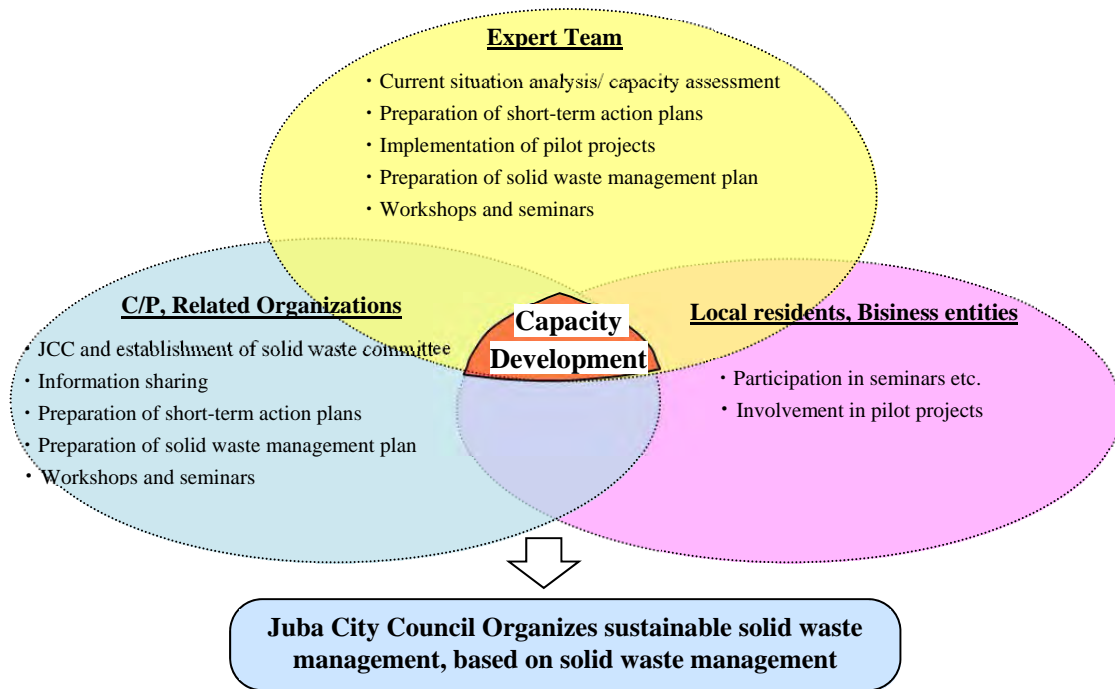 Expert Team
・Current situation analysis/ capacity assessment
・Preparation of short-term action plans
・Implementation of pilot projects
・Preparation of solid waste management plan
・Workshops and seminars
C/P, Related Organizations
・JCC and establishment of solid waste committee
・Information sharing
・Preparation of short-term action plans
・Preparation of solid waste management plan
・Workshops and seminars
Capacity
Development
Local residents, Bisiness entities
・Participation in seminars etc.
・Involvement in pilot projects
Juba City Council Organizes sustainable solid waste
management, based on solid waste management